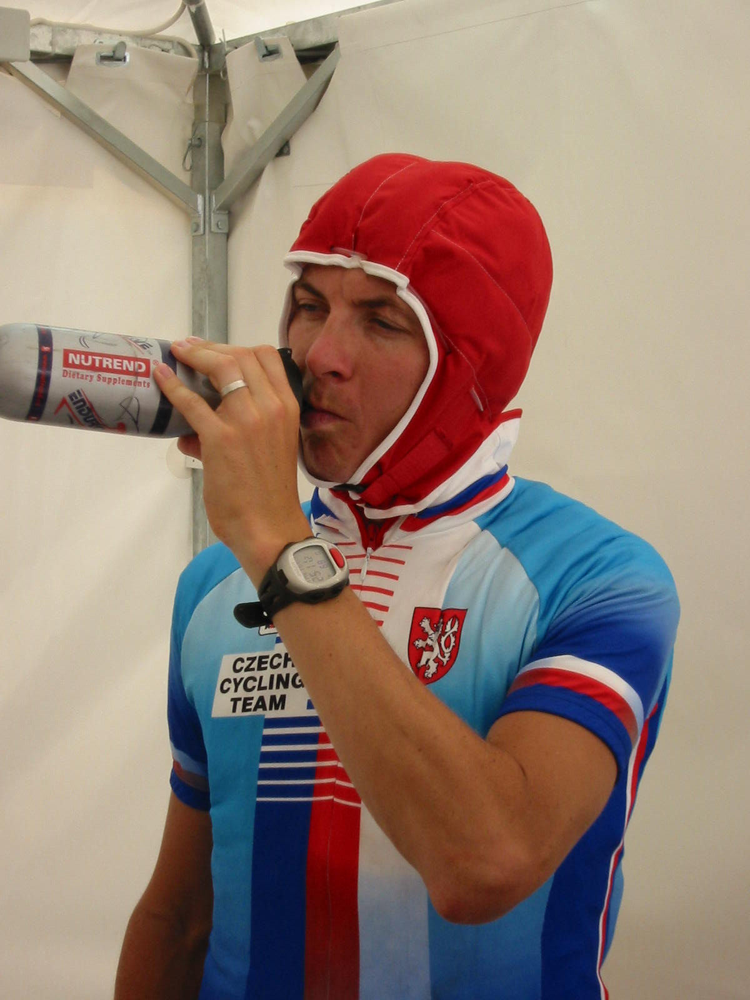 NUTREND®
Dietary Supplements
CZECH
CYCLING
TEAM